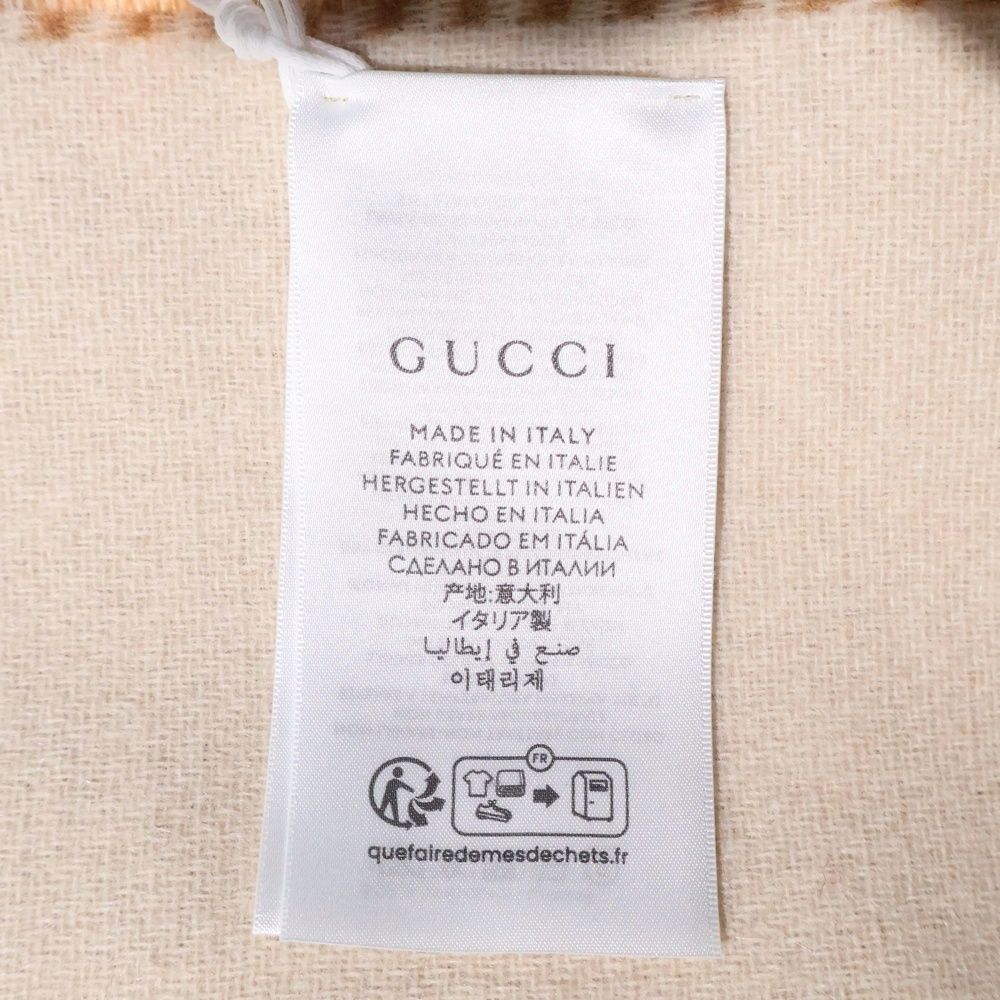 GUCCI
MADE IN ITALY
FABRIQUÉ EN ITALIE
HERGESTELLT IN ITALIEN
HECHO EN ITALIA
FABRICADO EM ITÁLIA
СДЕЛАНО В ИТАЛИИ
产地:意大利
イタリア製
صنع في إيطاليا
이태리제
FR
quefairedemesdechets.fr